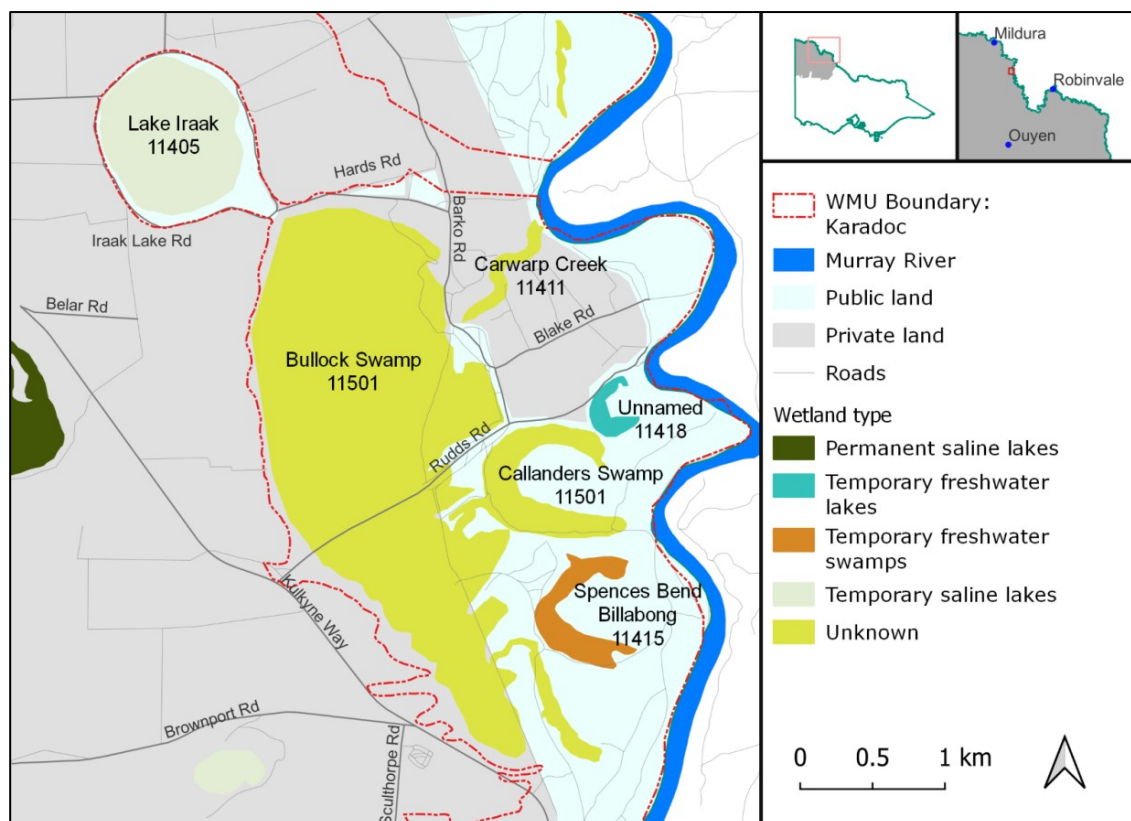 Lake Iraak
11405
Hards Rd
Barko Rd
Iraak Lake Rd
Carwarp Creek
11411
Belar Rd
Blake Rd
Bullock Swamp
11501
Unnamed
11418
Rudds Rd
Callanders Swamp
11501
Spences Bend
Billabong
11415
Kulkyne Way
Brownport Rd
Sculthorpe Rd
Mildura
Robinvale
Ouyen
WMU Boundary:
Karadoc
Murray River
Public land
Private land
Roads
Wetland type
Permanent saline lakes
Temporary freshwater
lakes
Temporary freshwater
swamps
Temporary saline lakes
Unknown
0 0.5 1 km